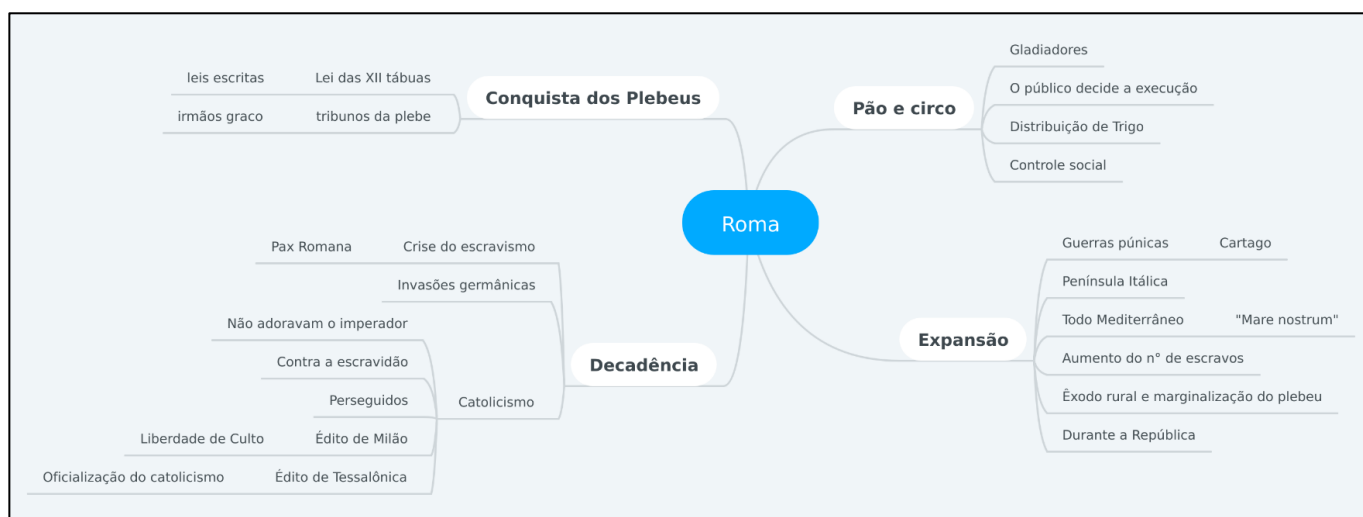 Roma
Conquista dos Plebeus
Lei das XII tábuas
leis escritas
tribunos da plebe
irmãos graco
Decadência
Crise do escravismo
Pax Romana
Invasões germânicas
Catolicismo
Não adoravam o imperador
Contra a escravidão
Perseguidos
Édito de Milão
Liberdade de Culto
Édito de Tessalônica
Oficialização do catolicismo
Pão e circo
Gladiadores
O público decide a execução
Distribuição de Trigo
Controle social
Expansão
Guerras púnicas
Cartago
Península Itálica
Todo Mediterrâneo
"Mare nostrum"
Aumento do n° de escravos
Êxodo rural e marginalização do plebeu
Durante a República